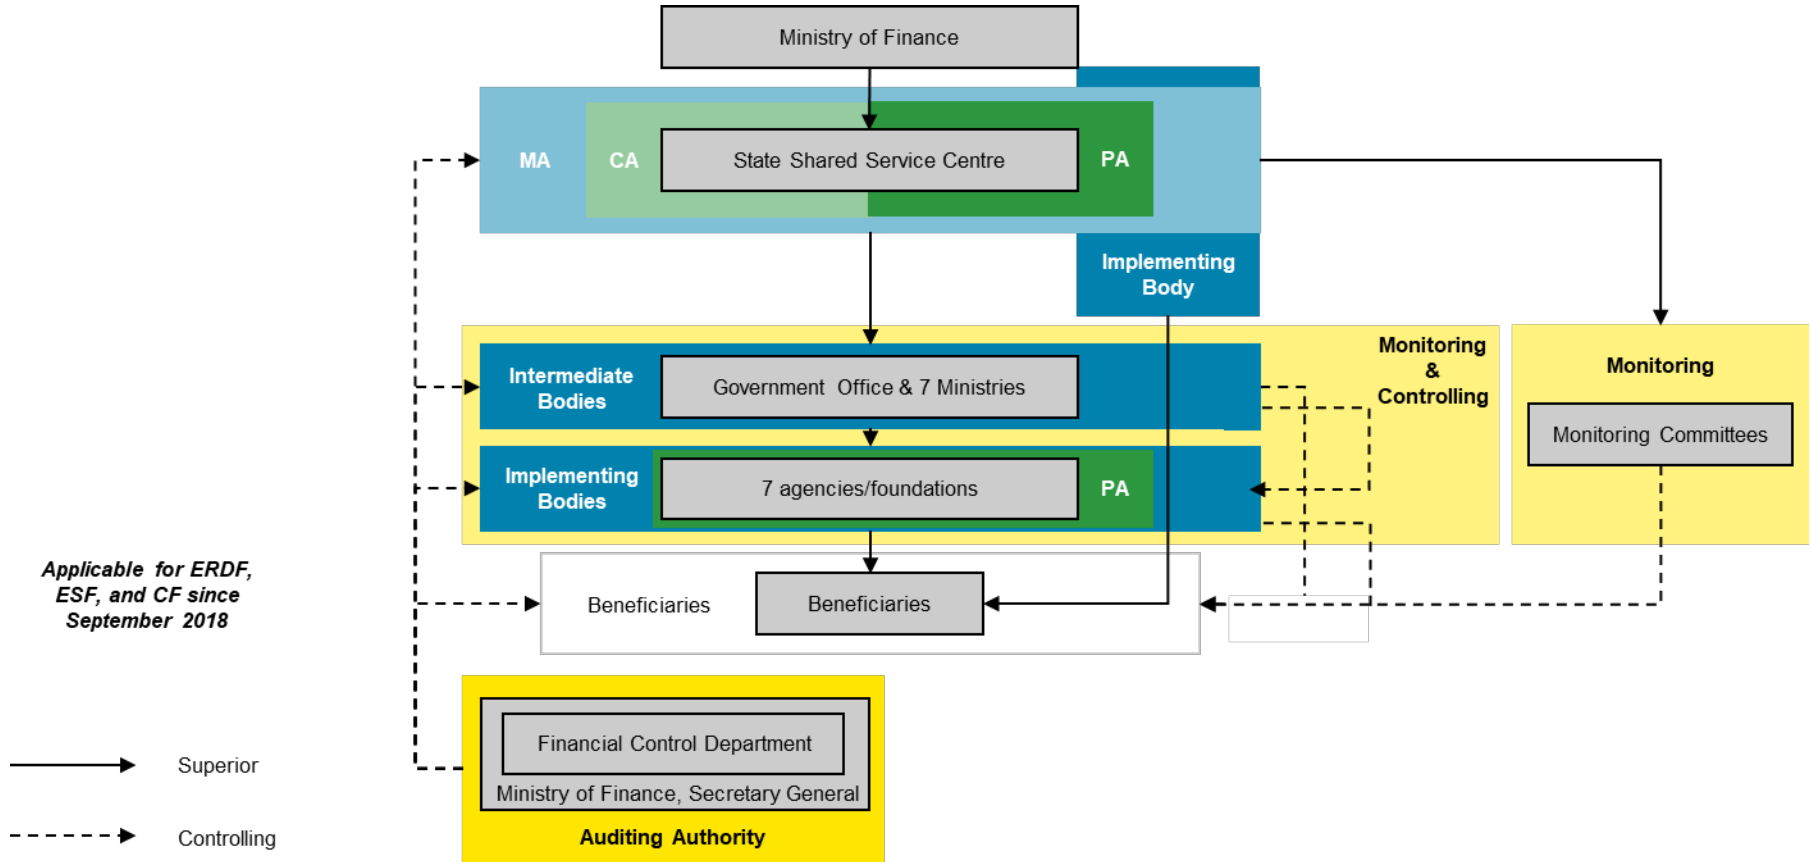 Ministry of Finance
MA
CA
State Shared Service Centre
PA
Implementing
Body
Monitoring
&
Controlling
Intermediate
Bodies
Government Office & 7 Ministries
Monitoring
Monitoring Committees
Implementing
Bodies
7 agencies/foundations
PA
Applicable for ERDF,
ESF, and CF since
September 2018
Beneficiaries
Beneficiaries
Financial Control Department
Ministry of Finance, Secretary General
Auditing Authority
Superior
Controlling